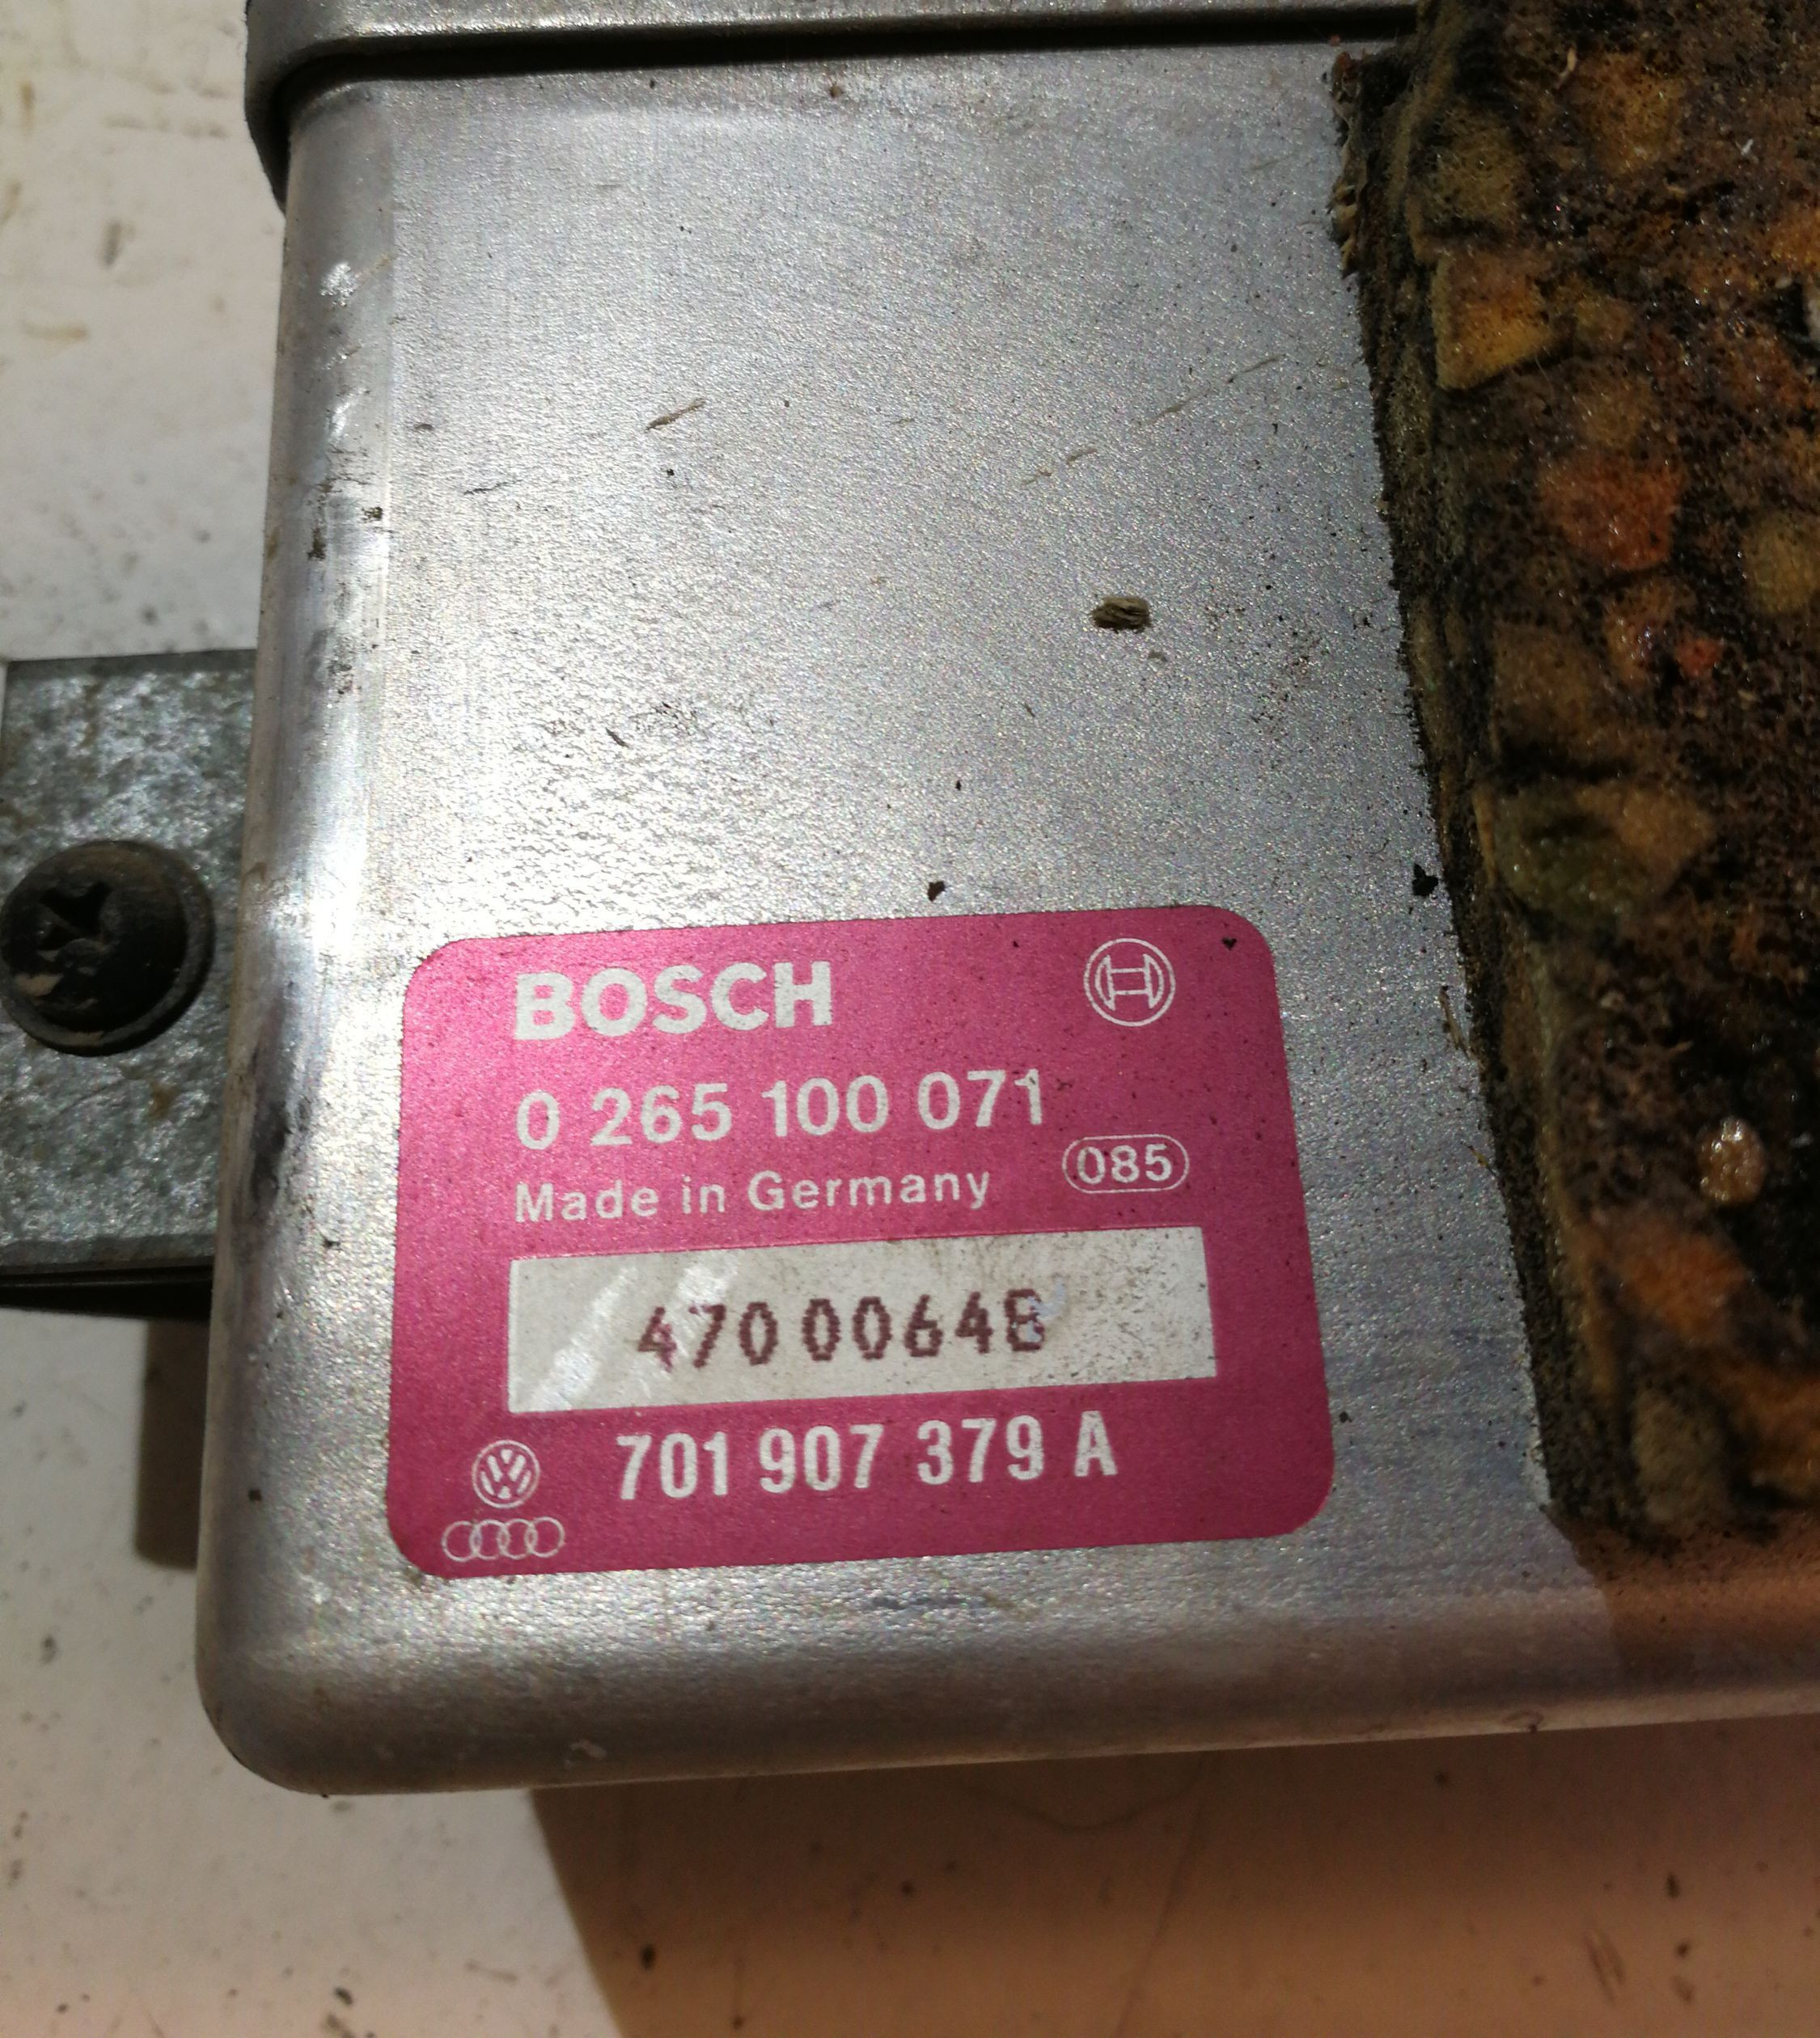 BOSCH
0 265 100 071
Made in Germany 085
470 0064B
701 907 379 A